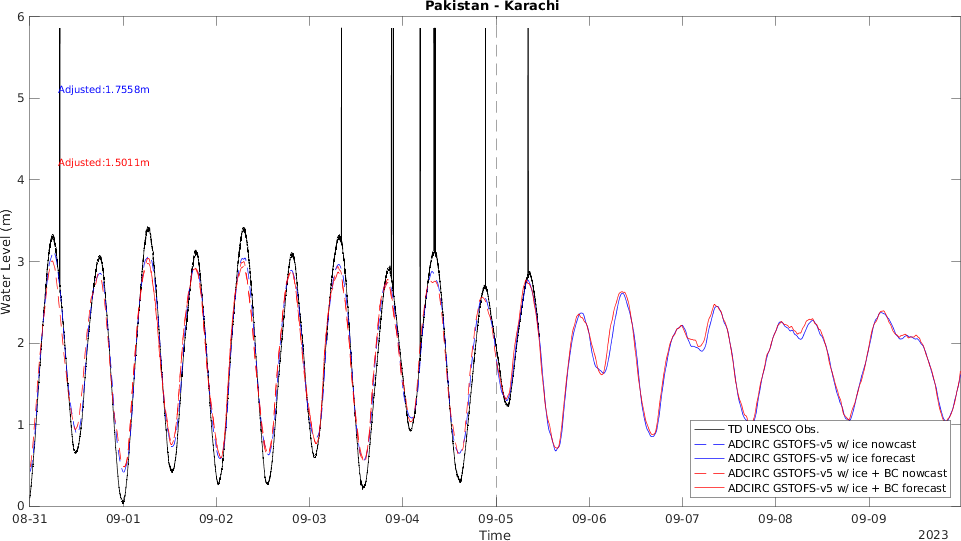 Pakistan - Karachi
6
5
4
3
2
1
0
Water Level (m)
Adjusted:1.7558m
Adjusted:1.5011m
TD UNESCO Obs.
ADCIRC GSTOFS-v5 w/ ice nowcast
ADCIRC GSTOFS-v5 w/ ice forecast
ADCIRC GSTOFS-v5 w/ ice + BC nowcast
ADCIRC GSTOFS-v5 w/ ice + BC forecast
08-31 09-01 09-02 09-03 09-04 09-05 09-06 09-07 09-08 09-09
Time
2023